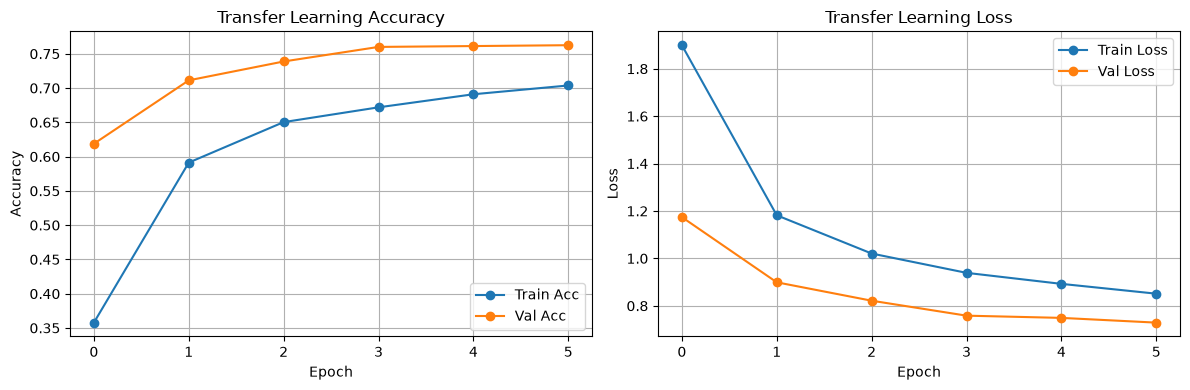 Transfer Learning Accuracy
0.75
0.70
0.65
0.60
0.55
0.50
0.45
0.40
0.35
Accuracy
Train Acc
Val Acc
0 1 2 3 4 5
Epoch
Transfer Learning Loss
1.8
1.6
1.4
1.2
1.0
0.8
Loss
Train Loss
Val Loss
0 1 2 3 4 5
Epoch